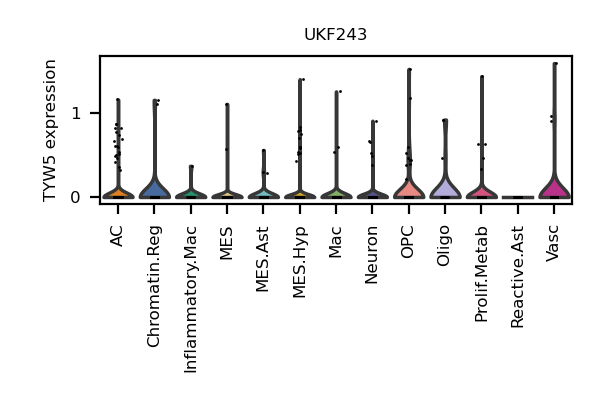 UKF243
TYW5 expression
1
0
AC
Chromatin.Reg
Inflammatory.Mac
MES
MES.Ast
MES.Hyp
Mac
Neuron
OPC
Oligo
Prolif.Metab
Reactive.Ast
Vasc